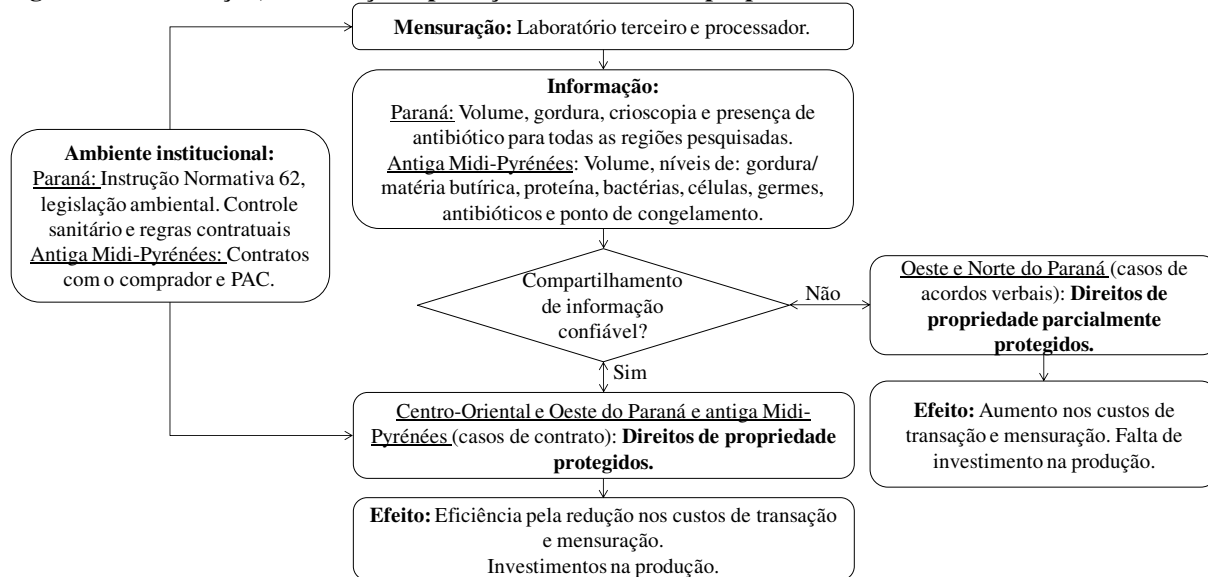 Mensuração: Laboratório terceiro e processador.
Informação:
Paraná: Volume, gordura, crioscopia e presença de
antibiótico para todas as regiões pesquisadas.
Antiga Midi-Pyrénées: Volume, níveis de: gordura/
matéria butírica, proteína, bactérias, células, germes,
antibióticos e ponto de congelamento.
Ambiente institucional:
Paraná: Instrução Normativa 62,
legislação ambiental. Controle
sanitário e regras contratuais
Antiga Midi-Pyrénées: Contratos
com o comprador e PAC.
Compartilhamento
de informação
confiável?
Não
Oeste e Norte do Paraná (casos de
acordos verbais): Direitos de
propriedade parcialmente
protegidos.
Sim
Centro-Oriental e Oeste do Paraná e antiga Midi-
Pyrénées (casos de contrato): Direitos de propriedade
protegidos.
Efeito: Aumento nos custos de
transação e mensuração. Falta de
investimento na produção.
Efeito: Eficiência pela redução nos custos de transação
e mensuração.
Investimentos na produção.